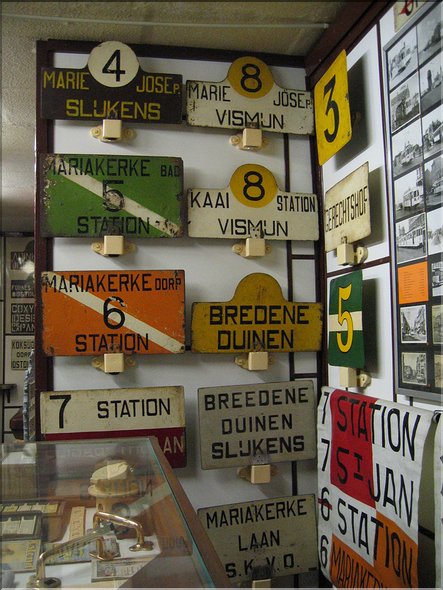 4
MARIE JOSEP.
SLIJKENS
8
MARIE JOSEP.
VISMIJN
3
MARIAKERKE BAD
5
STATION
8
KAAI STATION
VISMIJN
GERECHTSHOF
MARIAKERKE DORP
6
STATION
BREDENE
DUINEN
5
7 STATION
LAAN
BREEDENE
DUINEN
SLIJKENS
7 STATION
7 ST JAN
6 STATION
6 MARIAKERKE
MARIAKERKE
LAAN
S.K.V.O.